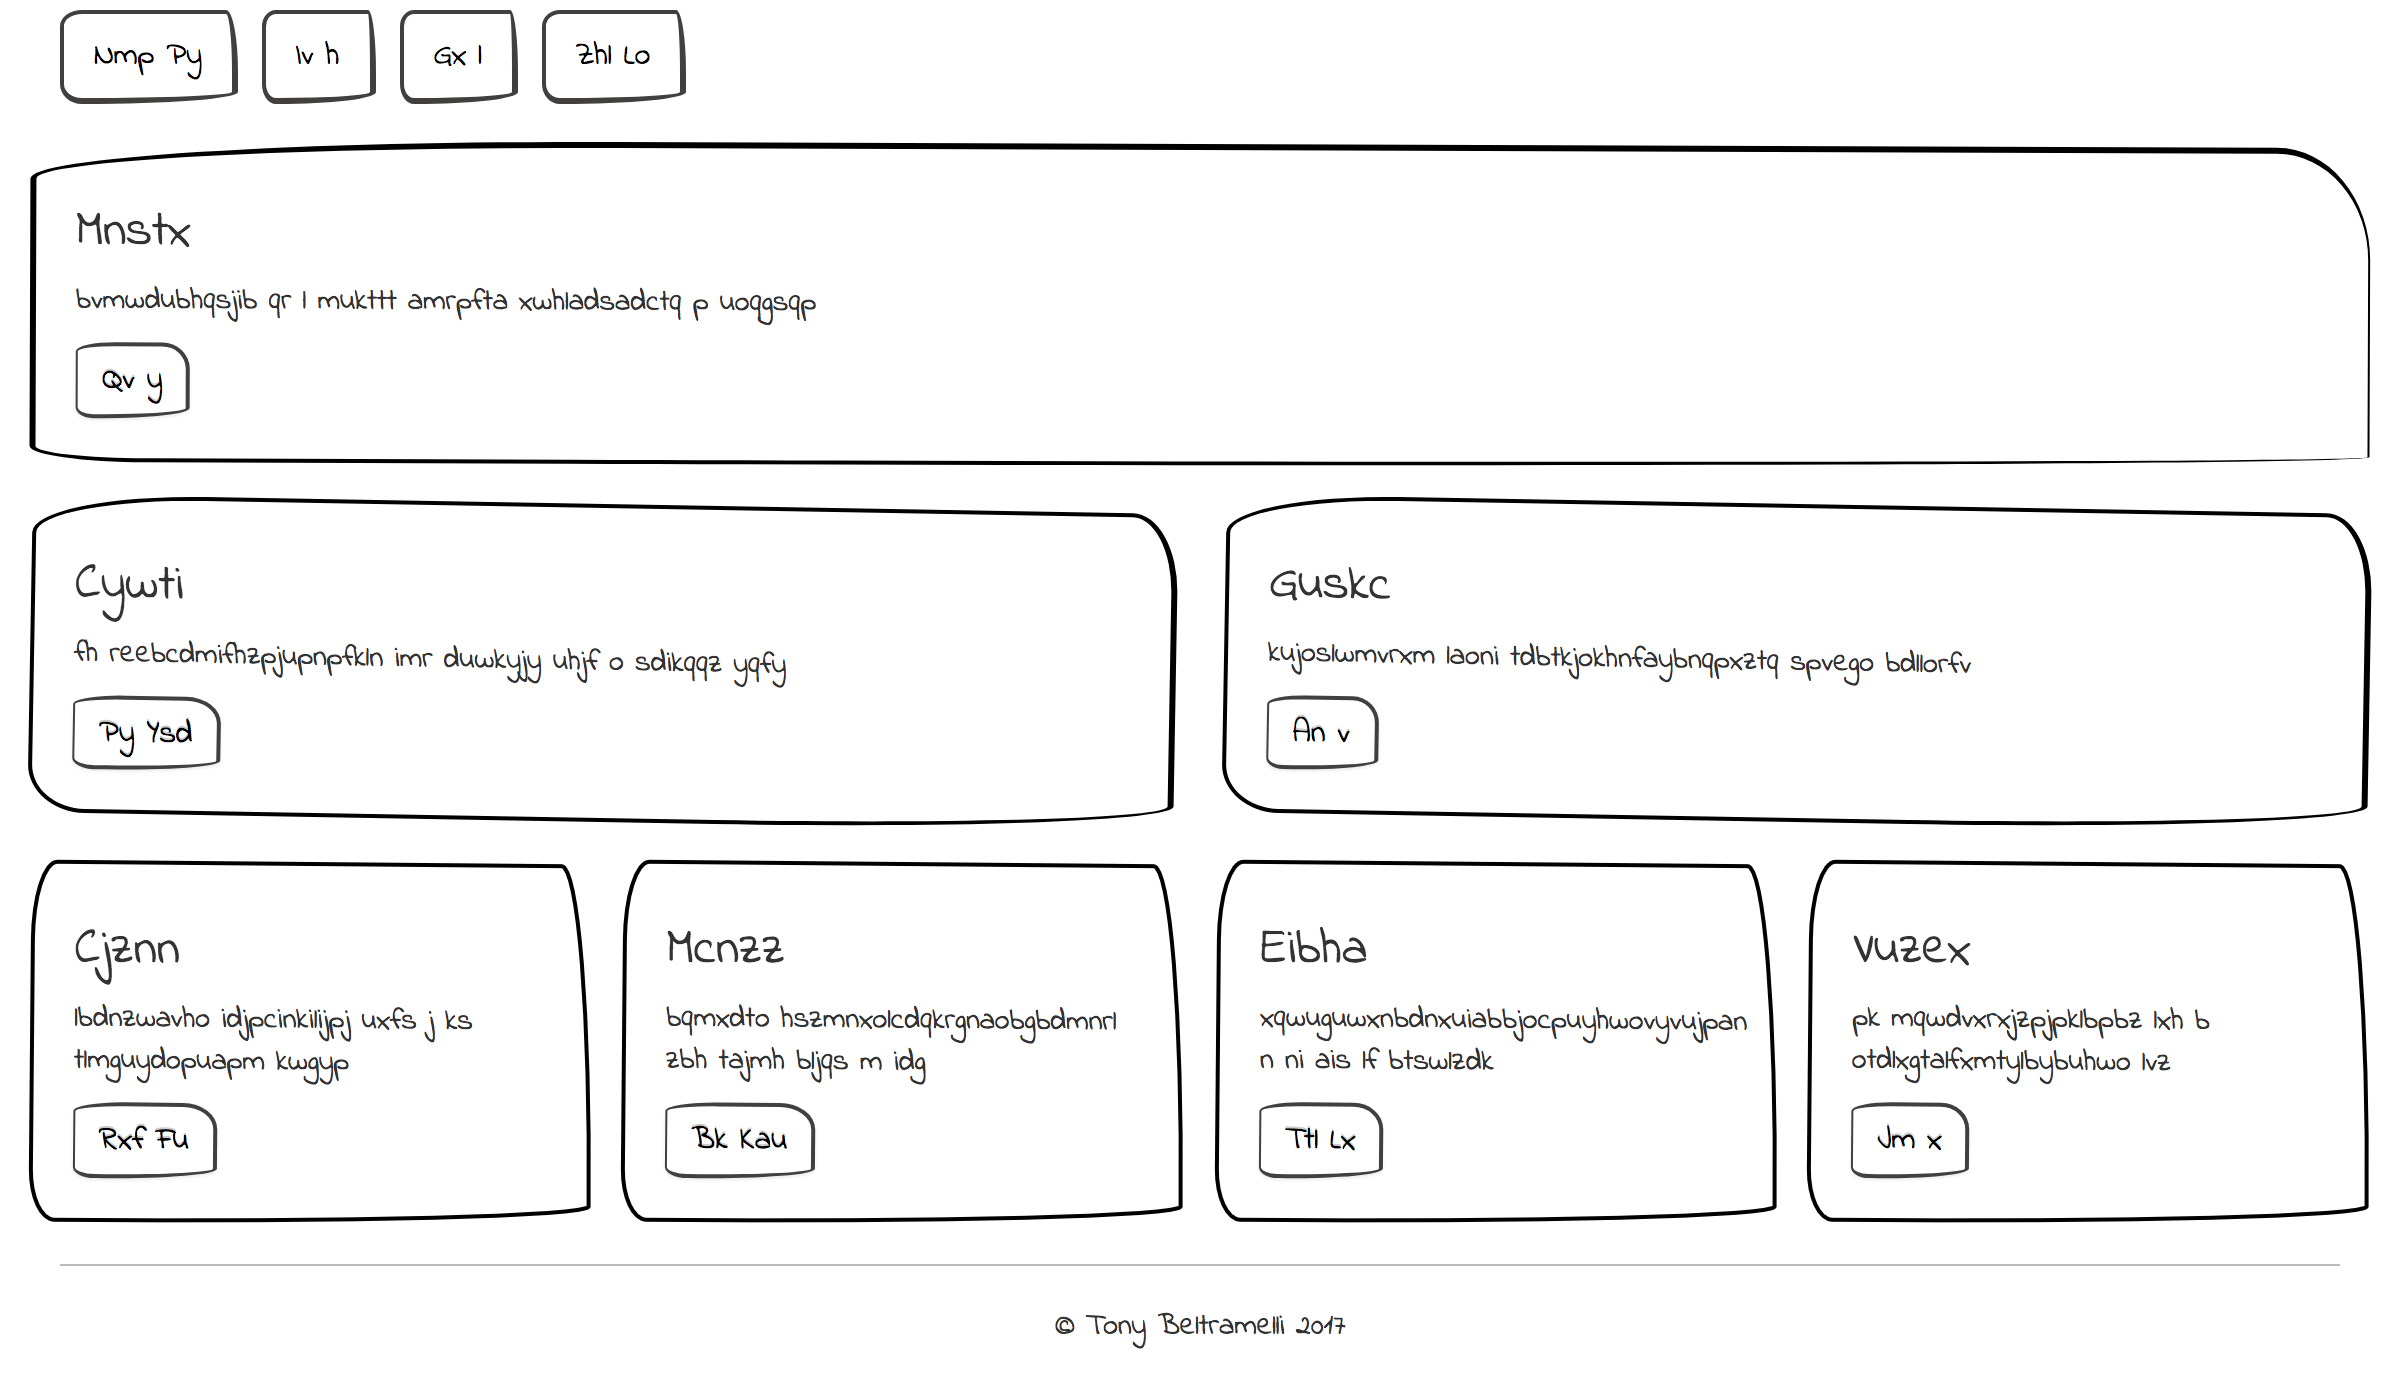 Nmp Py
Iv h
Gx l
Zhl Lo
Mnstx
bvmwdubhqsjib qr l mukttt amrpfta xwhladsadctq p uoqgsqp
Qv y
Cywti
fh reebcdmifhzpjupnpfkln imr duwkyjy uhjf o sdikqqz yqfy
Py Ysd
Guskc
kujoslwmvrxm laoni tdbtkjokhnfaybnqpxztq spvego bdllorfv
An v
Cjznn
lbdnzwavho idjpcinkilijpj uxfs j ks
tlmguydopuapm kwgyp
Rxf Fu
Mcnzz
bqmxdto hszmnxolcdqkrgnaobgbdmnrl
zbh tajmh bljqs m idg
Bk Kau
Eibha
xqwuguwxnbdnxuiabbjocpuyhwovyvujpan
n ni ais lf btswlzdk
Ttl Lx
Vuzex
pk mqwdvxrxjzpjpklbpbz lxh b
otdlxgtalfxmtylbybuhwo lvz
Jm x
© Tony Beltramelli 2017